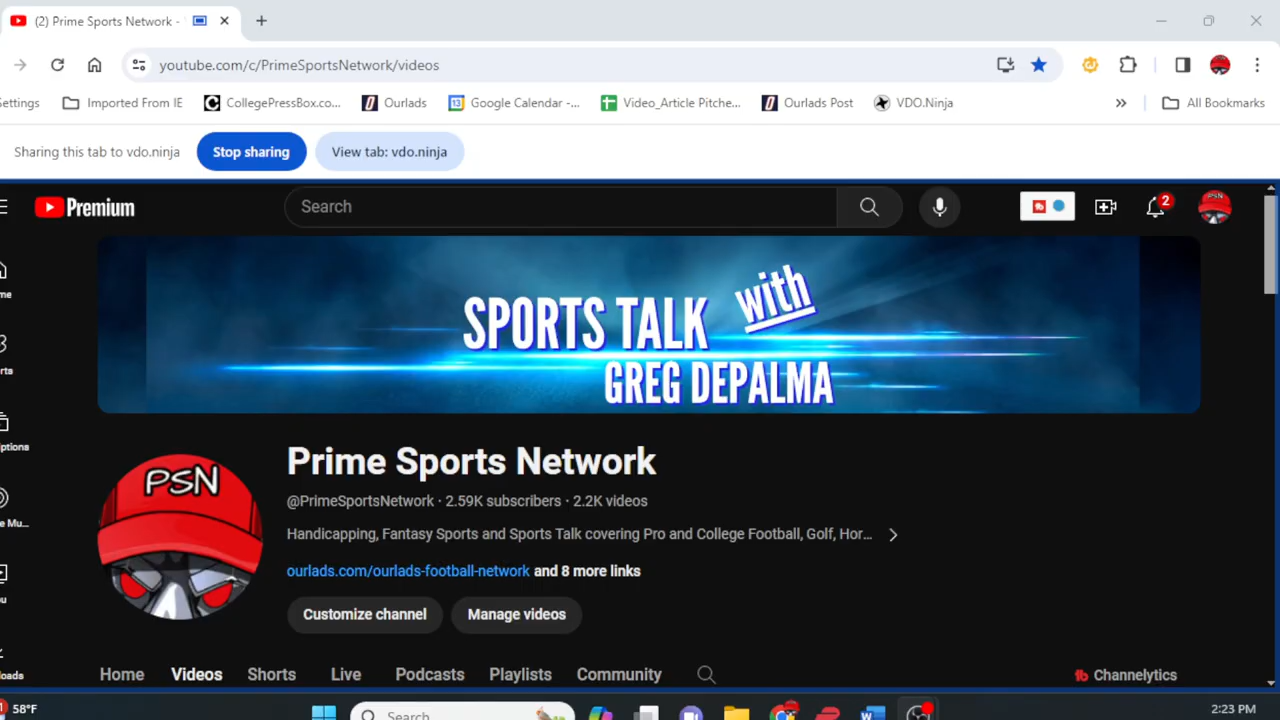 (2) Prime Sports Network -
youtube.com/c/PrimeSportsNetwork/videos
Settings
Imported From IE
CollegePressBox.co...
Ourlads
Google Calendar -...
Video_Article Pitche...
Ourlads Post
VDO.Ninja
All Bookmarks
Sharing this tab to vdo.ninja
Stop sharing
View tab: vdo.ninja
Premium
Search
2
SPORTS TALK with
GREG DEPALMA
me
rts
iptions
e Mu...
u
loads
PSN
Prime Sports Network
@PrimeSportsNetwork · 2.59K subscribers · 2.2K videos
Handicapping, Fantasy Sports and Sports Talk covering Pro and College Football, Golf, Hor...
ourlads.com/ourlads-football-network and 8 more links
Customize channel
Manage videos
Home
Videos
Shorts
Live
Podcasts
Playlists
Community
Channelytics
58°F
Search
2:23 PM